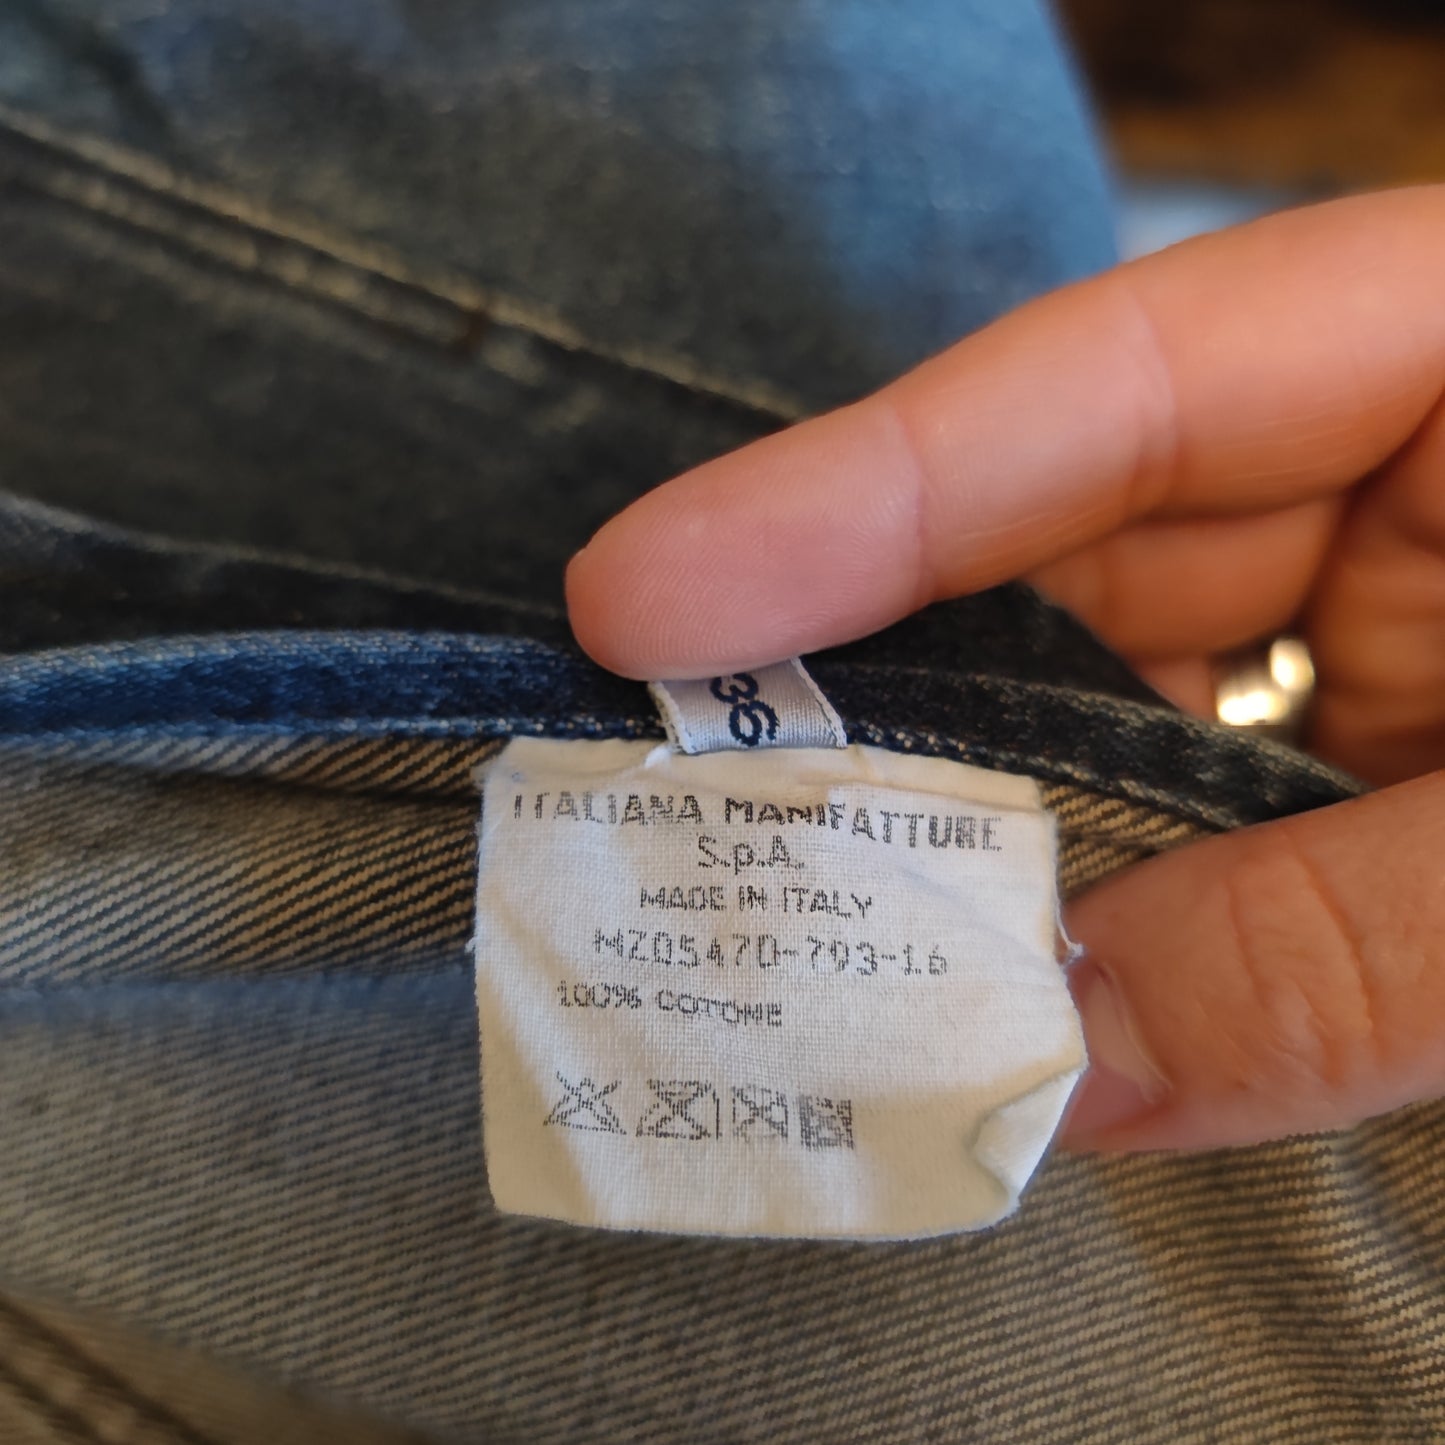 36
ITALIANA MANIFATTURE
S.p.A.
MADE IN ITALY
MZ05470-793-16
100% COTONE